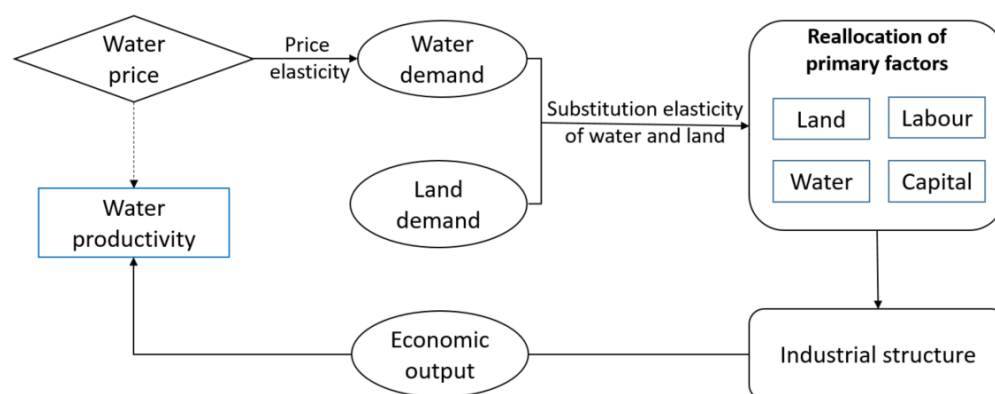 Water
price
Price
elasticity
Water
demand
Substitution elasticity
of water and land
Land
demand
Reallocation of
primary factors
Land
Labour
Water
Capital
Water
productivity
Economic
output
Industrial structure